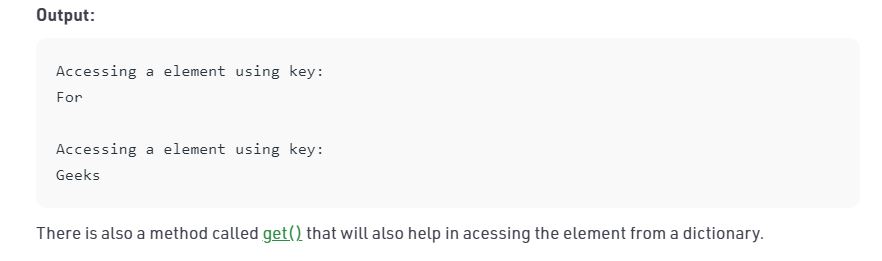 Output:
Accessing a element using key:
For
Accessing a element using key:
Geeks
There is also a method called get() that will also help in acessing the element from a dictionary.